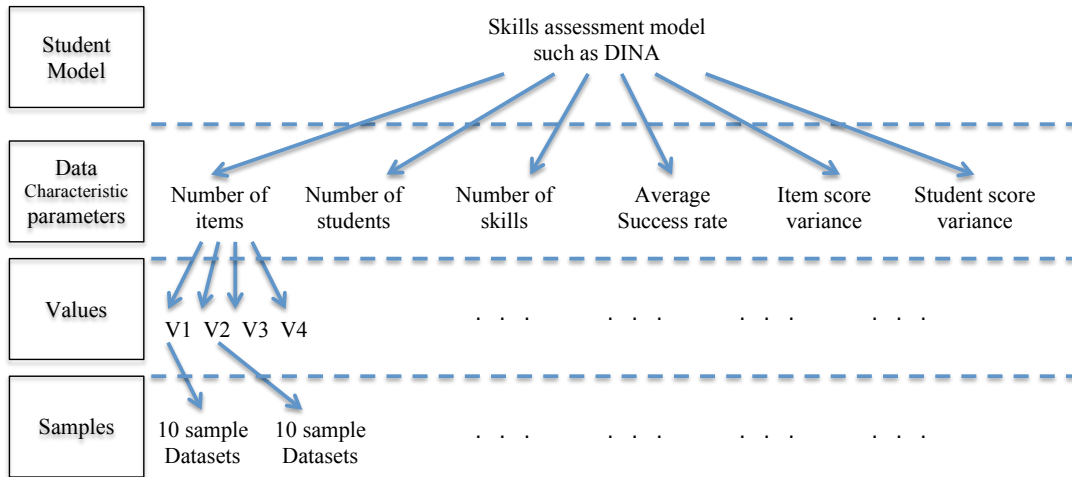 Student
Model
Skills assessment model
such as DINA
Data
Characteristic
parameters
Number of
items
Number of
students
Number of
skills
Average
Success rate
Item score
variance
Student score
variance
Values
V1 V2 V3 V4
. . . . . . . . . . . .
Samples
10 sample
Datasets
10 sample
Datasets
. . . . . . . . . . . .